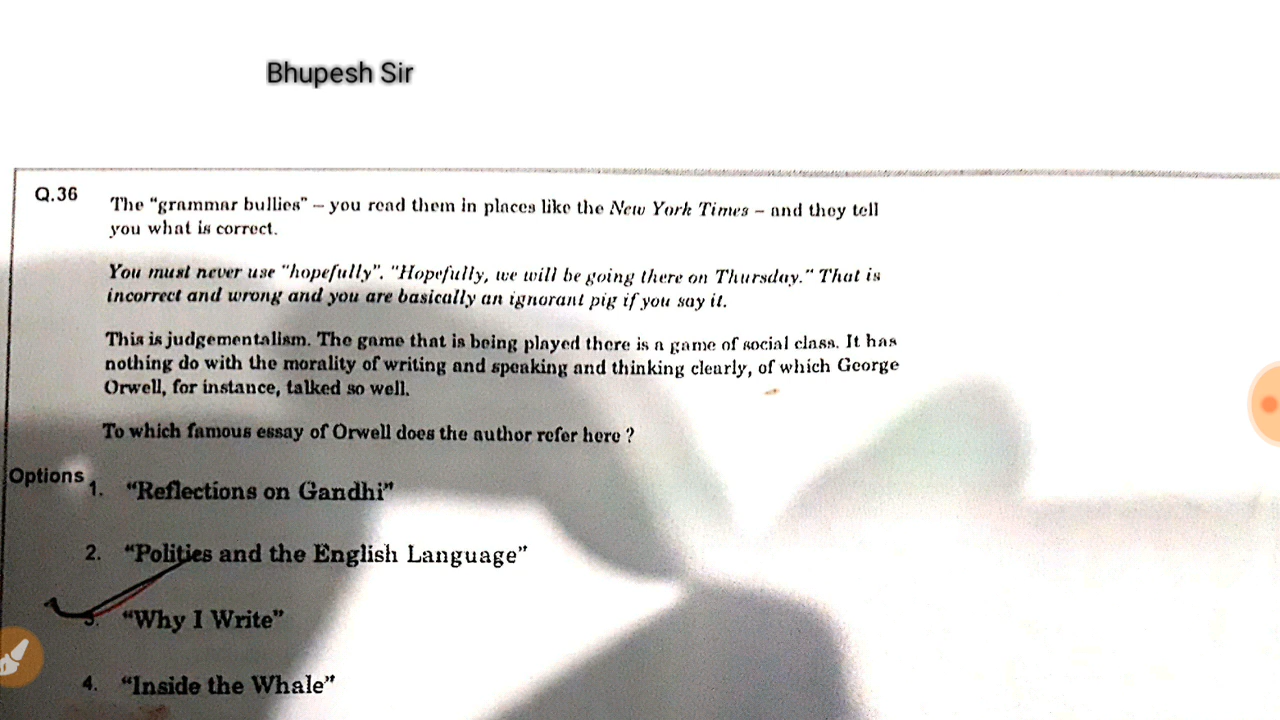 Bhupesh Sir
Q.36
The "grammar bullies" – you read them in places like the New York Times – and they tell
you what is correct.
You must never use "hopefully". "Hopefully, we will be going there on Thursday." That is
incorrect and wrong and you are basically an ignorant pig if you say it.
This is judgementalism. The game that is being played there is a game of social class. It has
nothing do with the morality of writing and speaking and thinking clearly, of which George
Orwell, for instance, talked so well.
To which famous essay of Orwell does the author refer here ?
Options
1. "Reflections on Gandhi"
2. "Politics and the English Language"
3. "Why I Write"
4. "Inside the Whale"